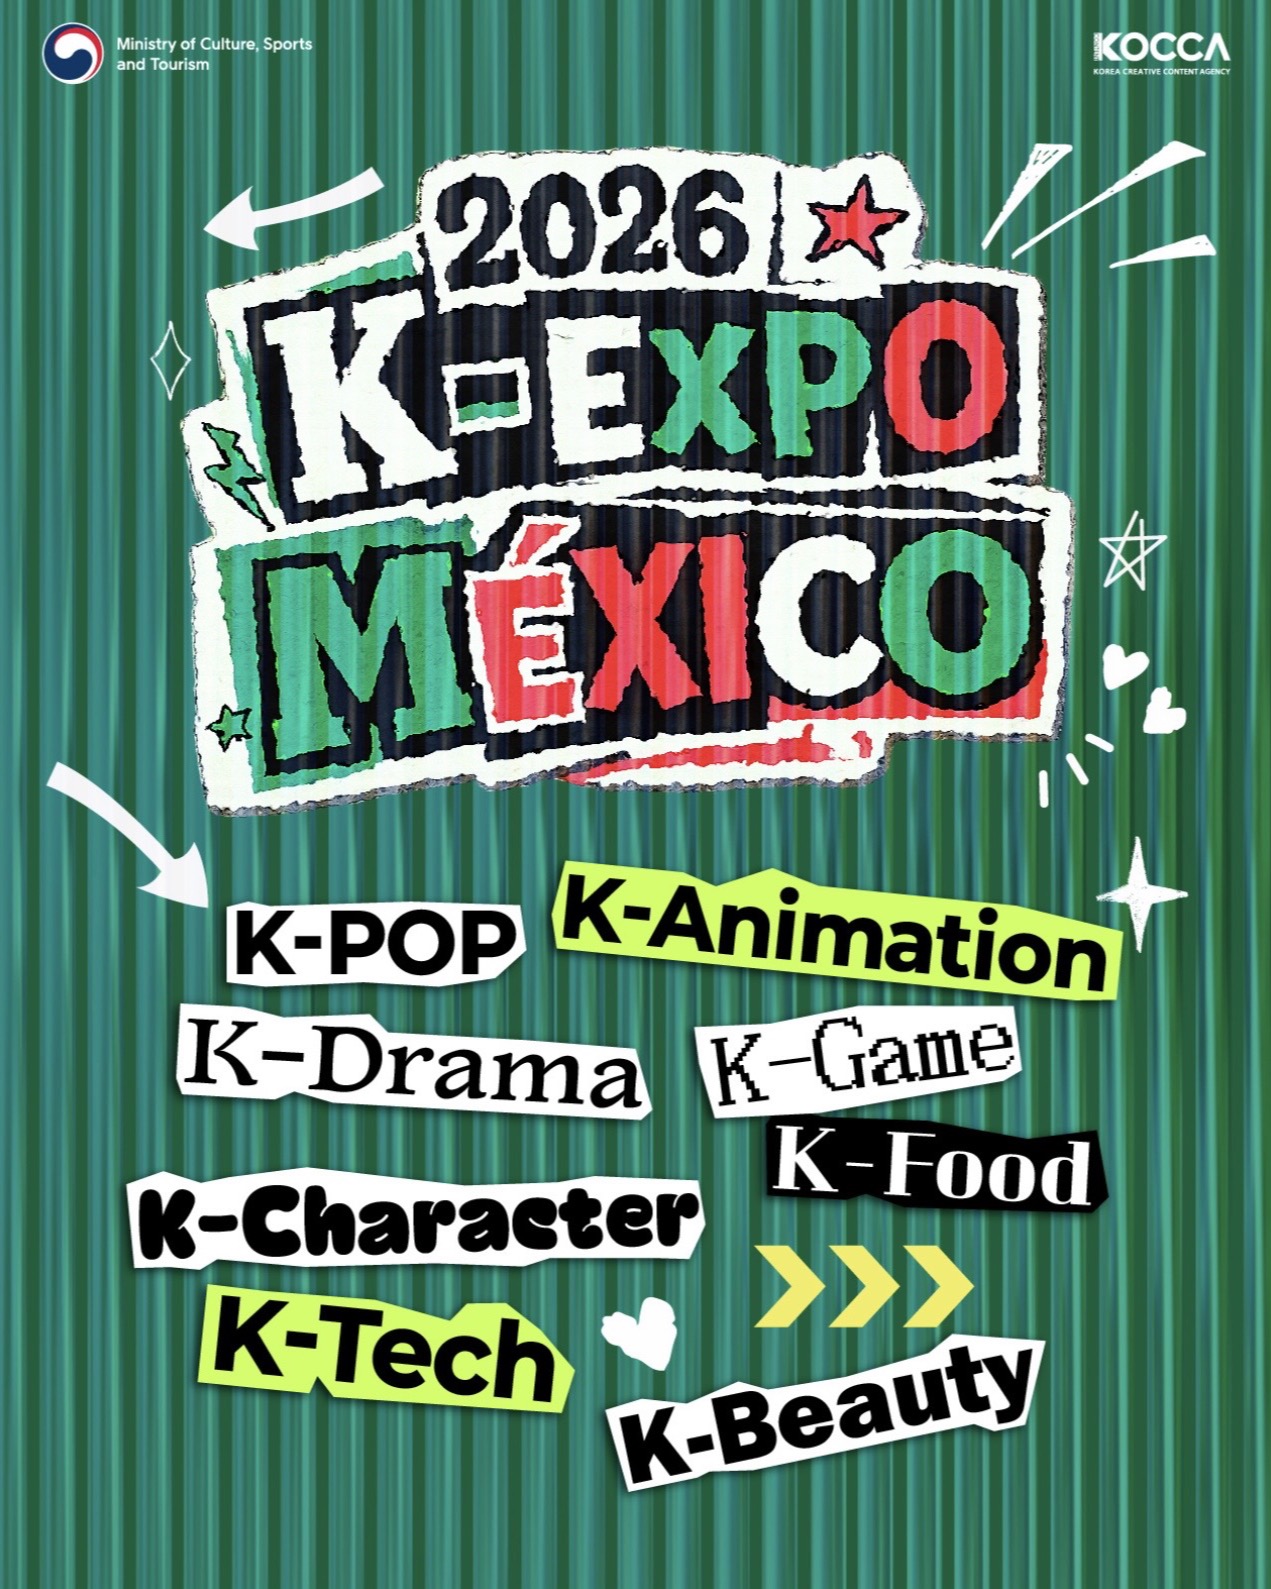 Ministry of Culture, Sports
and Tourism
KOCCA
KOREA CREATIVE CONTENT AGENCY
2026
K-EXPO
MÉXICO
K-POP
K-Animation
K-Drama
K-Game
K-Food
K-Character
K-Tech
K-Beauty